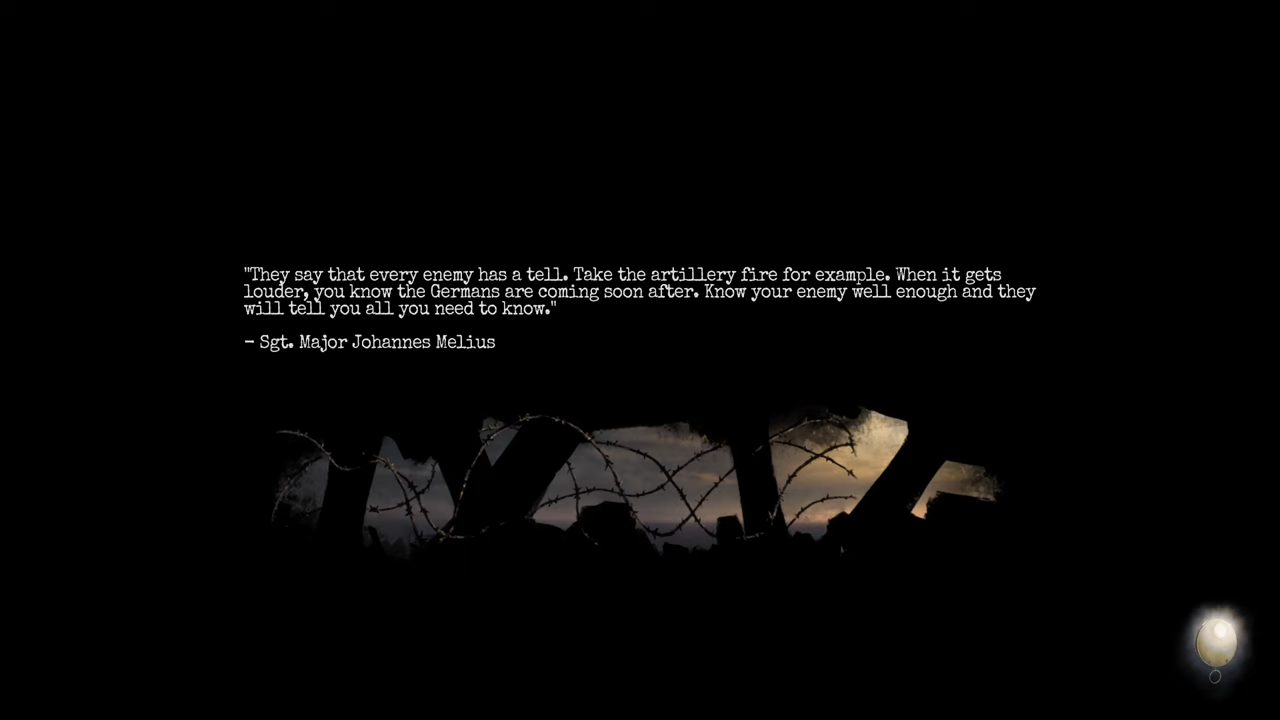 "They say that every enemy has a tell. Take the artillery fire for example. When it gets
louder, you know the Germans are coming soon after. Know your enemy well enough and they
will tell you all you need to know."
- Sgt. Major Johannes Melius